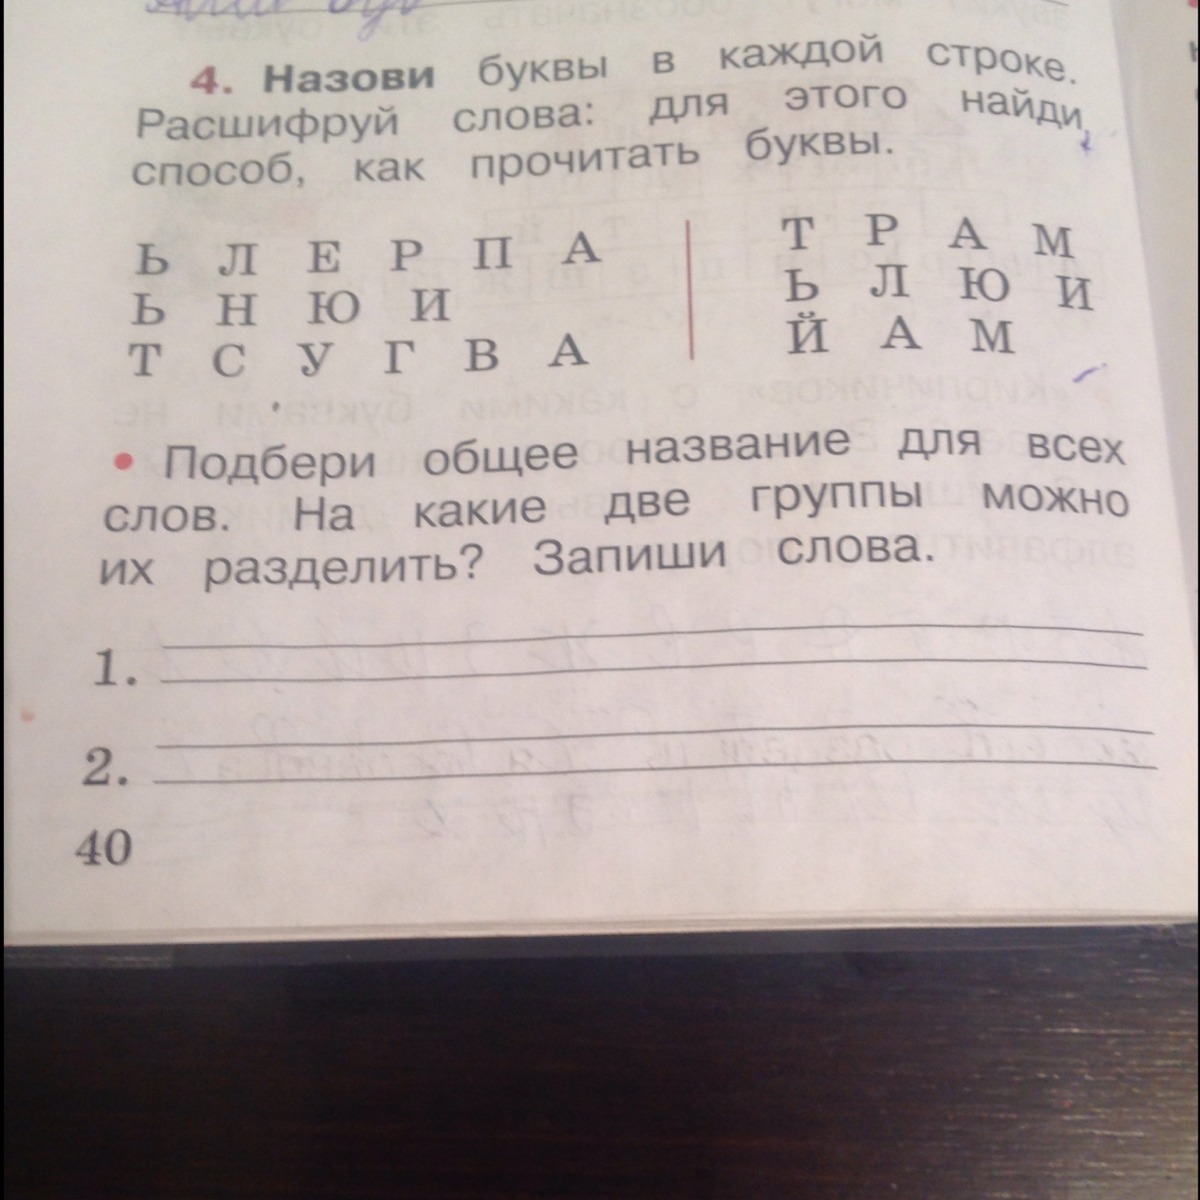 4. Назови буквы в каждой строке.
Расшифруй слова: для этого найди
способ, как прочитать буквы.
Ь Л Е Р П А
Ь Н Ю И
Т С У Г В А
Т Р А М
Ь Л Ю И
Й А М
• Подбери общее название для всех
слов. На какие две группы можно
их разделить? Запиши слова.
1.
2.
40